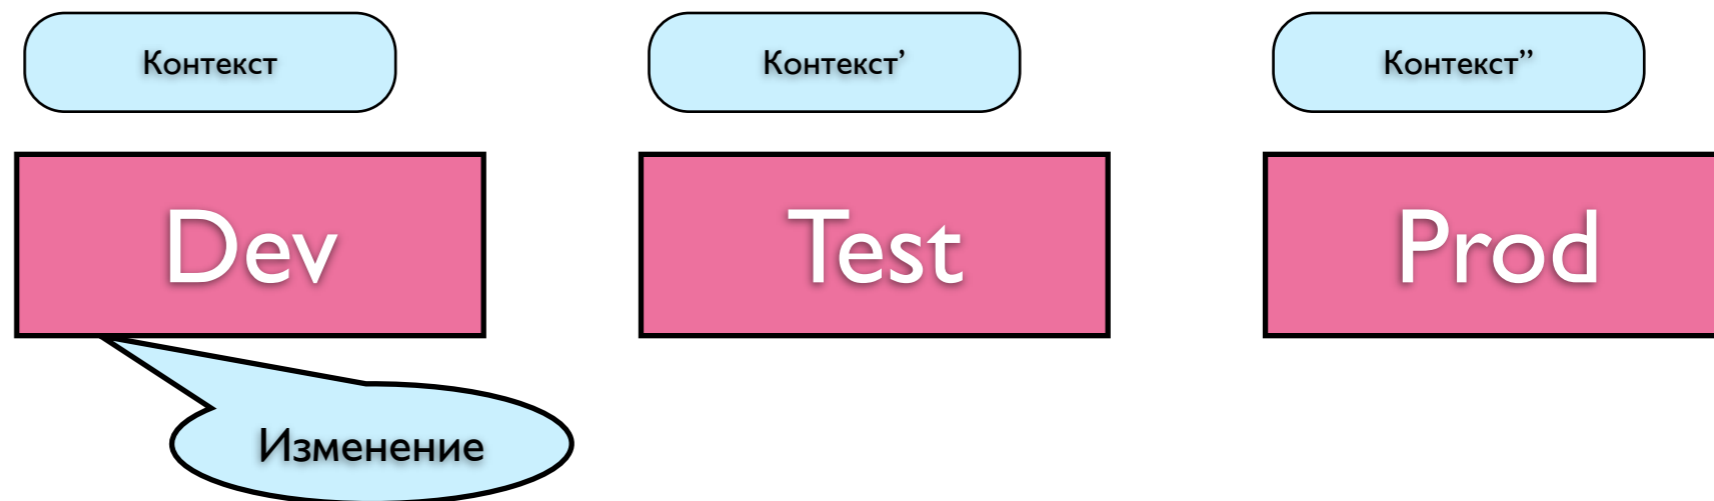 Контекст
Контекст’
Контекст”
Dev
Test
Prod
Изменение